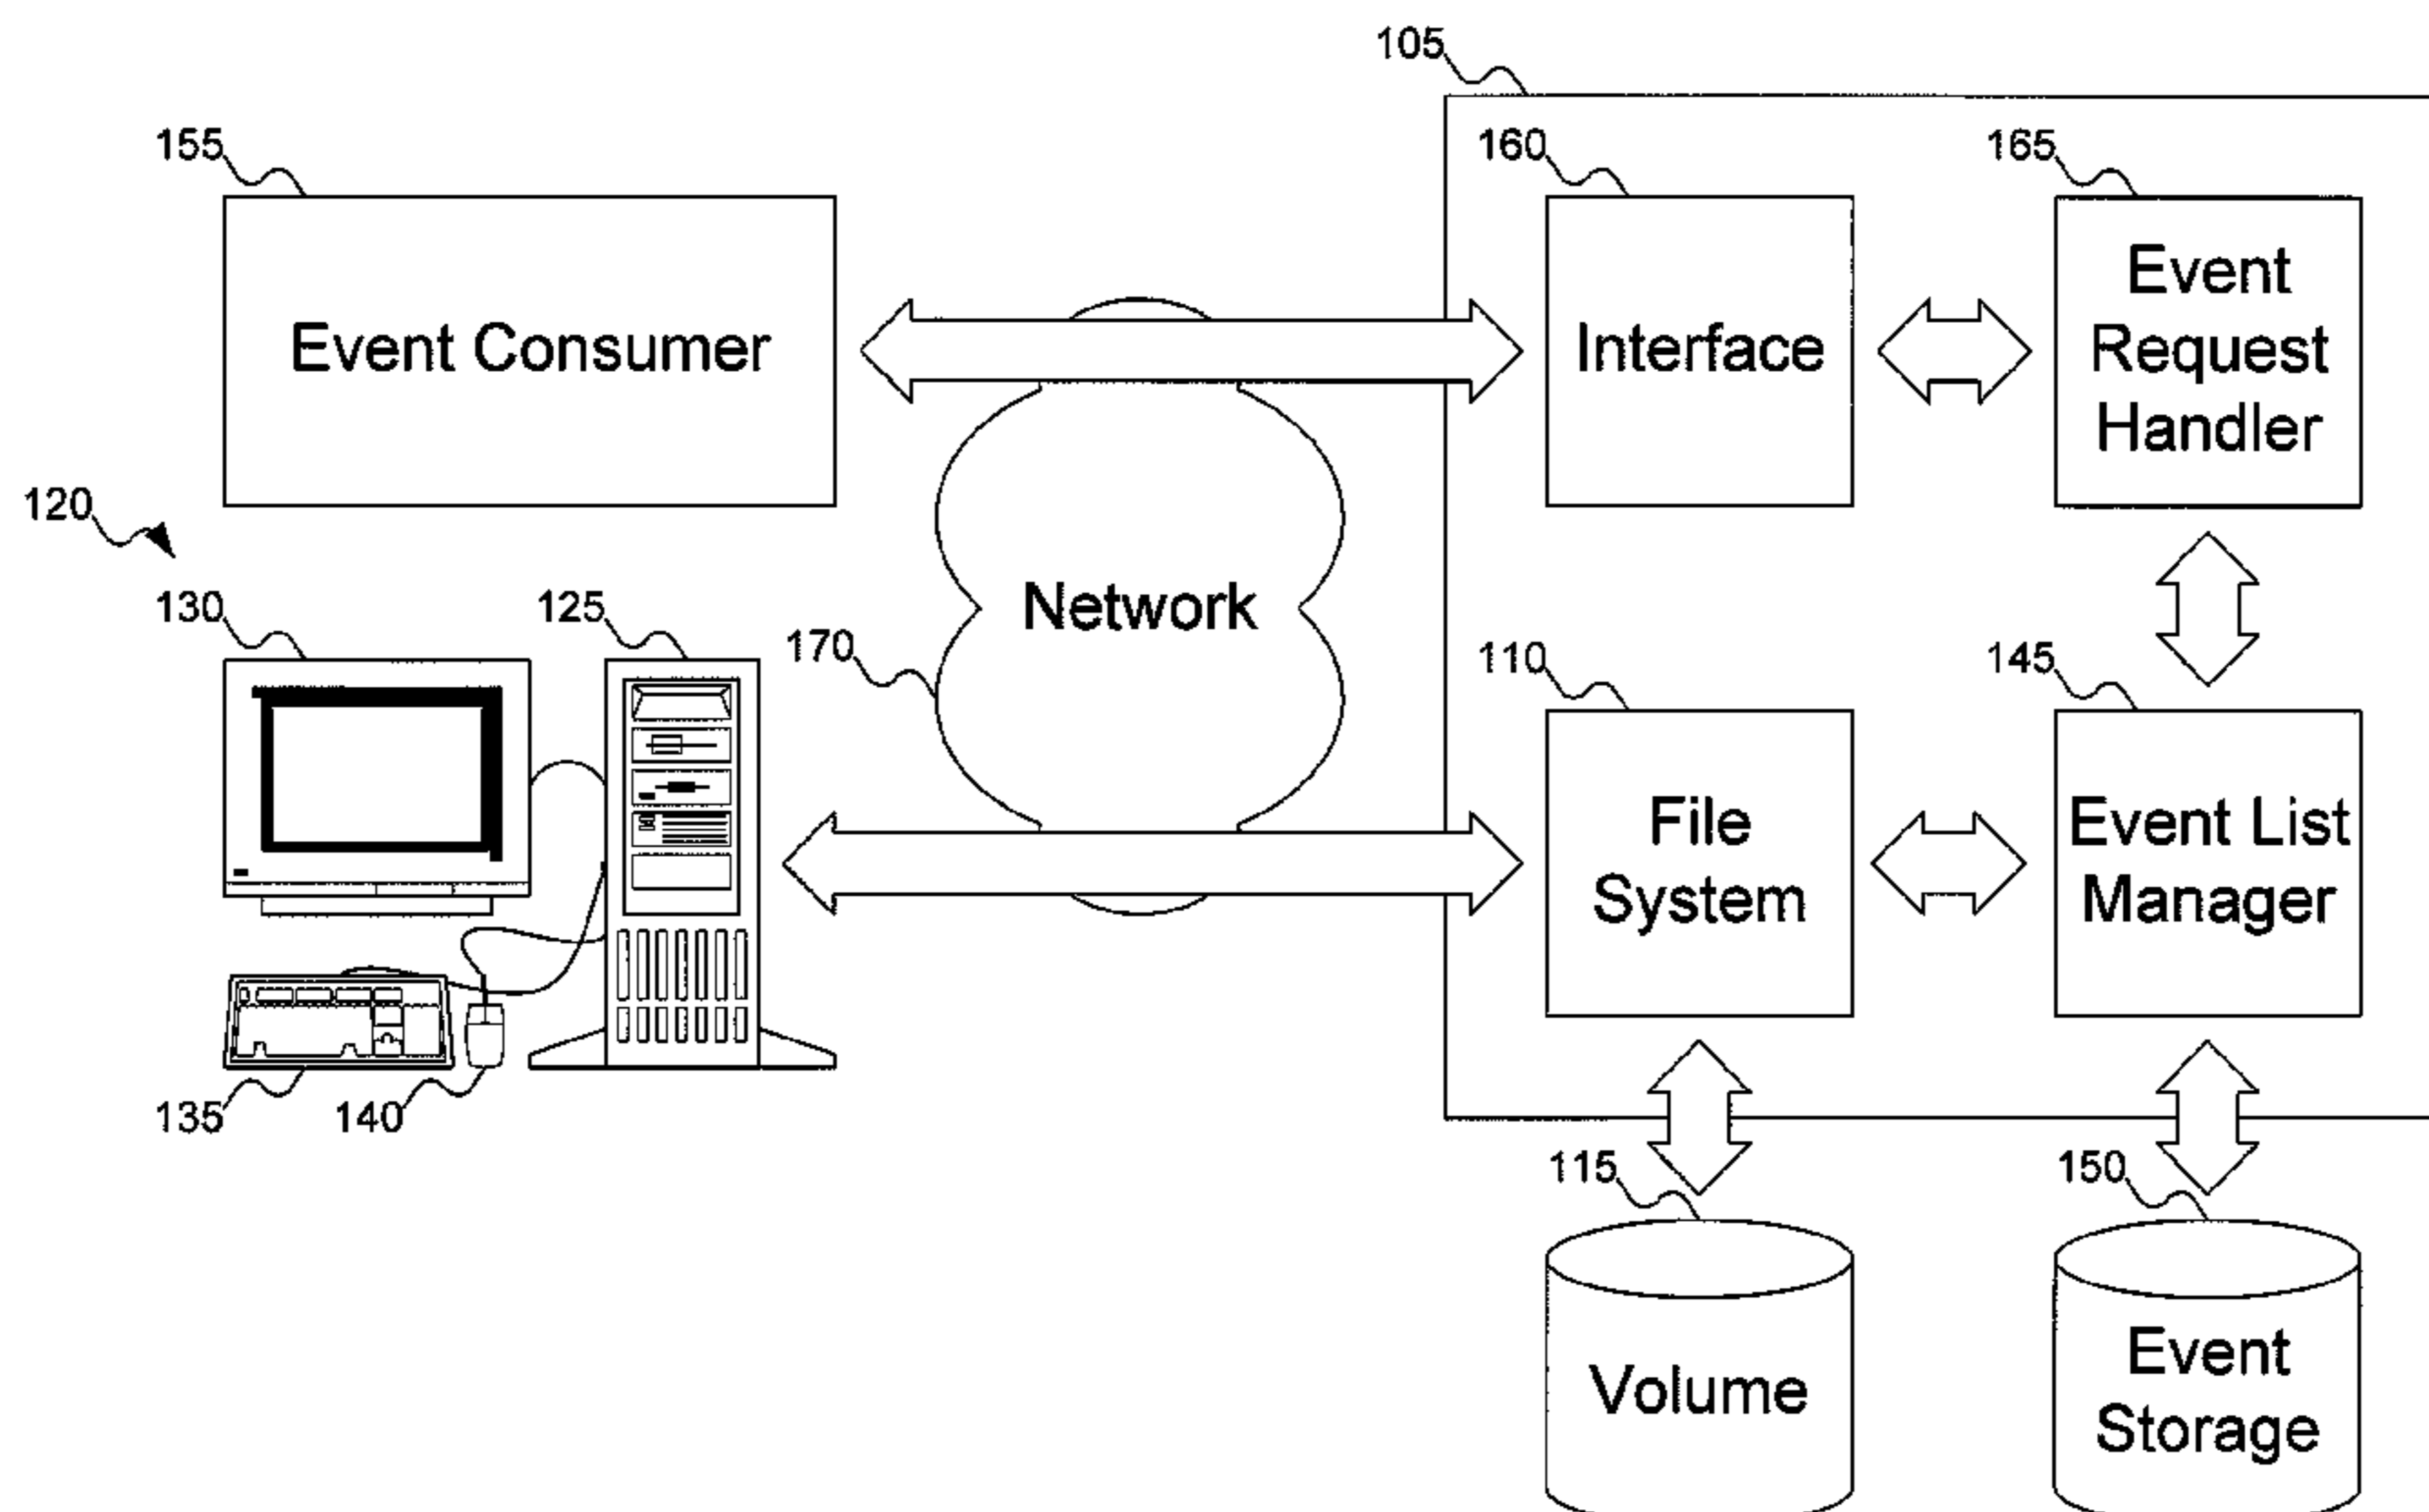 105
155
160
165
Event Consumer
Interface
Event
Request
Handler
120
130
125
Network
170
110
145
File
System
Event List
Manager
135
140
115
150
Volume
Event
Storage